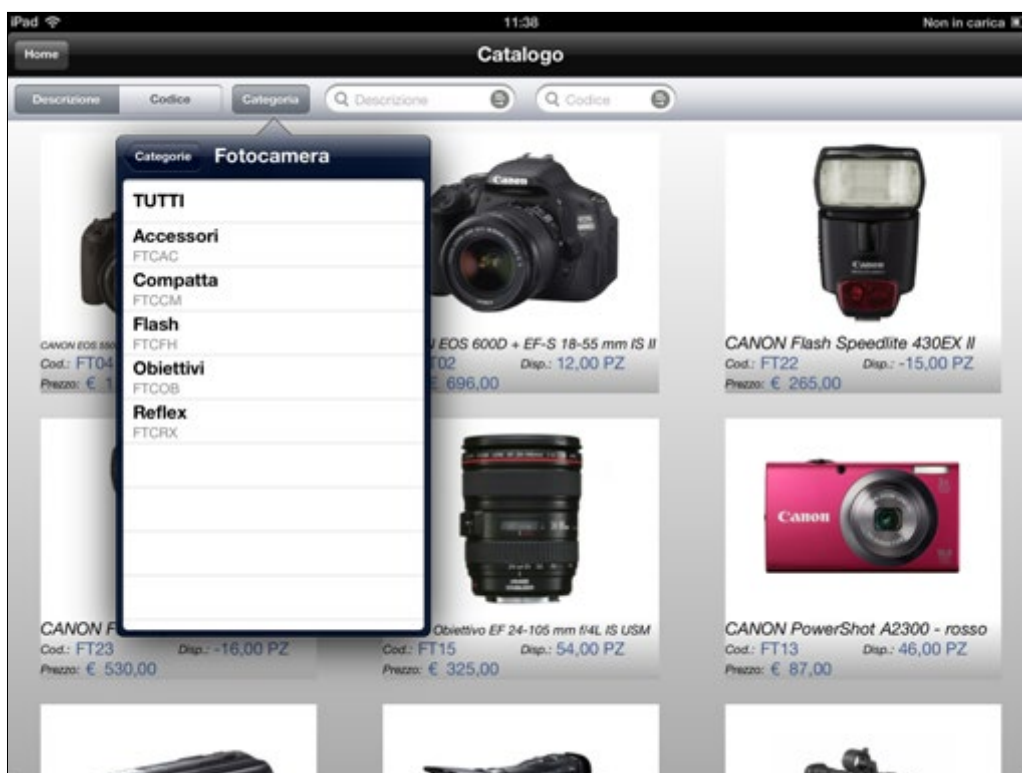 iPad 11:38 Non in carica
Home Catalogo
Descrizione Codice Categoria Descrizione Codice
Categorie Fotocamera
TUTTI
Accessori
FTCAC
Compatta
FTCCM
Flash
FTCFH
Obiettivi
FTCOB
Reflex
FTCRX
CANON EOS
Cod.: FT04
Prezzo: €
Canon
EOS 600D + EF-S 18-55 mm IS II
Disp.: 12,00 PZ
€ 696,00
Canon
CANON Flash Speedlite 430EX II
Cod.: FT22 Disp.: -15,00 PZ
Prezzo: € 265,00
CANON F
Cod.: FT23 Disp.: -16,00 PZ
Prezzo: € 530,00
Obiettivo EF 24-105 mm f/4L IS USM
Cod.: FT15 Disp.: 54,00 PZ
Prezzo: € 325,00
Canon
CANON PowerShot A2300 - rosso
Cod.: FT13 Disp.: 46,00 PZ
Prezzo: € 87,00